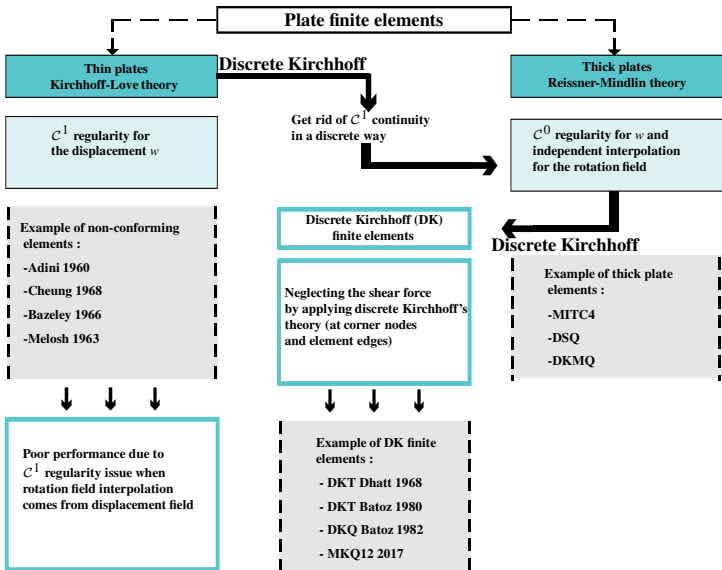 Plate finite elements
Thin plates
Kirchhoff-Love theory
Discrete Kirchhoff
Thick plates
Reissner-Mindlin theory
Get rid of C¹ continuity
in a discrete way
C¹ regularity for
the displacement w
C⁰ regularity for w and
independent interpolation
for the rotation field
Example of non-conforming
elements :
-Adini 1960
-Cheung 1968
-Bazeley 1966
-Melosh 1963
Discrete Kirchhoff (DK)
finite elements
Discrete Kirchhoff
Neglecting the shear force
by applying discrete Kirchhoff's
theory (at corner nodes
and element edges)
Example of thick plate
elements :
-MITC4
-DSQ
-DKMQ
Poor performance due to
C¹ regularity issue when
rotation field interpolation
comes from displacement field
Example of DK finite
elements :
- DKT Dhatt 1968
- DKT Batoz 1980
- DKQ Batoz 1982
- MKQ12 2017